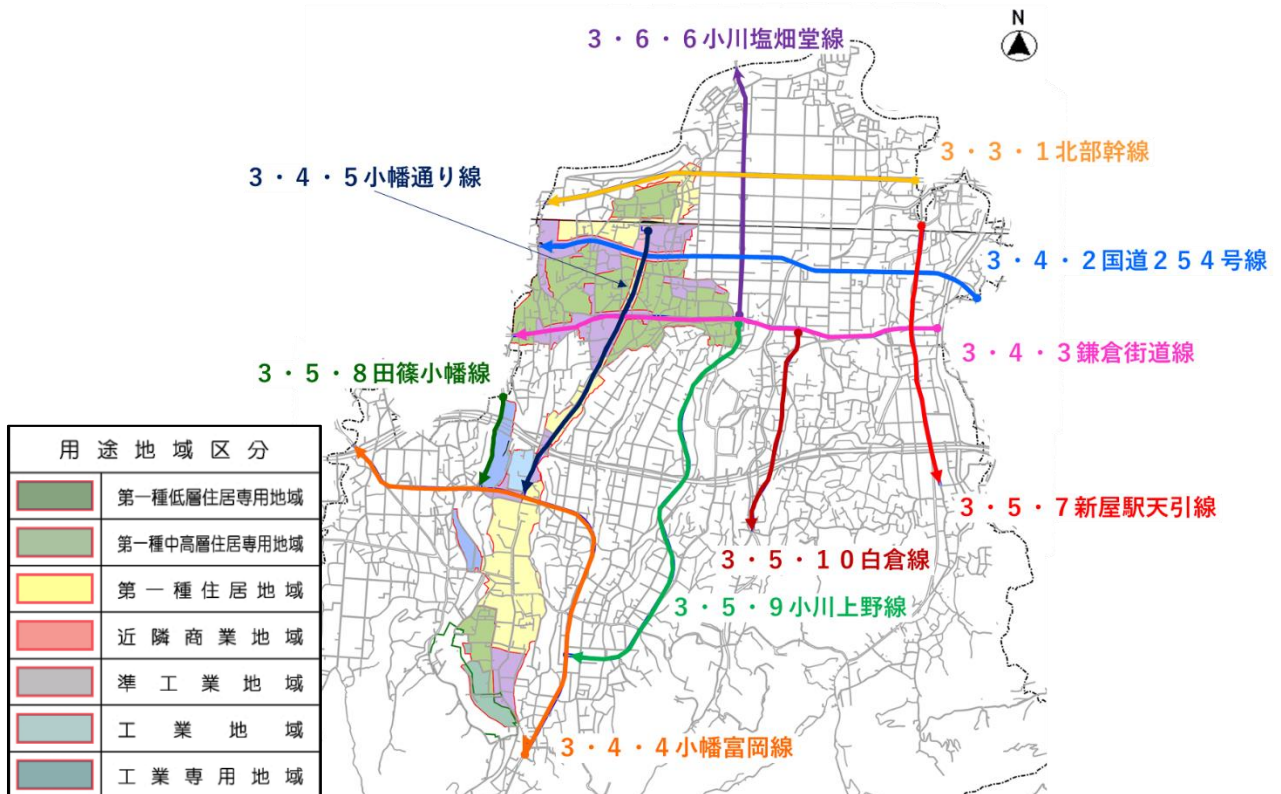 N
3・6・6小川塩畑堂線
3・3・1北部幹線
3・4・5小幡通り線
3・4・2国道254号線
3・4・3鎌倉街道線
3・5・8田篠小幡線
3・5・7新屋駅天引線
3・5・10白倉線
3・5・9小川上野線
3・4・4小幡富岡線
用途地域区分
第一種低層住居専用地域
第一種中高層住居専用地域
第一種住居地域
近隣商業地域
準工業地域
工業地域
工業専用地域